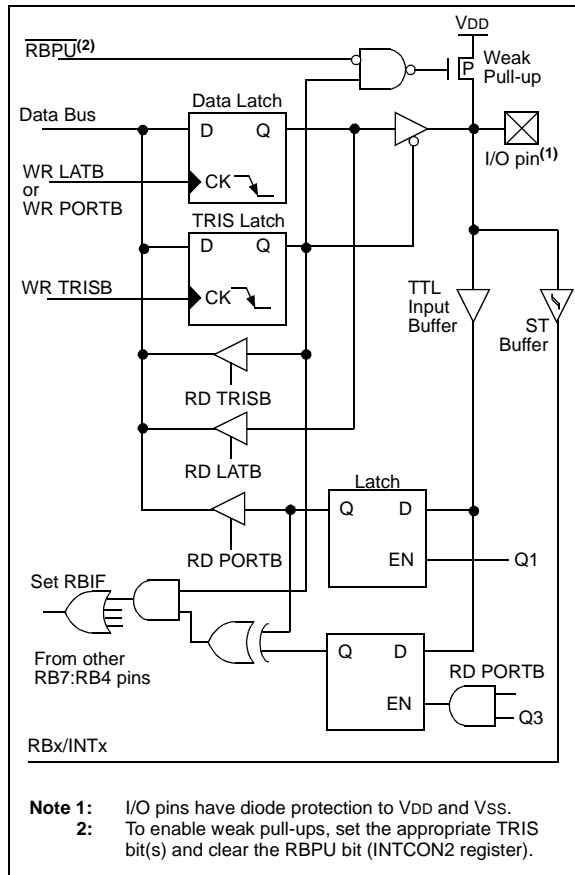 VDD
RBPU(2)
P
Weak
Pull-up
Data Latch
Data Bus
D Q
I/O pin(1)
WR LATB
or
WR PORTB
CK
TRIS Latch
D Q
WR TRISB
CK
TTL
Input
Buffer
ST
Buffer
RD TRISB
RD LATB
Latch
Q D
RD PORTB
EN
Q1
Set RBIF
From other
RB7:RB4 pins
Q D
RD PORTB
EN
Q3
RBx/INTx
Note 1: I/O pins have diode protection to VDD and VSS.
2: To enable weak pull-ups, set the appropriate TRIS
bit(s) and clear the RBPU bit (INTCON2 register).